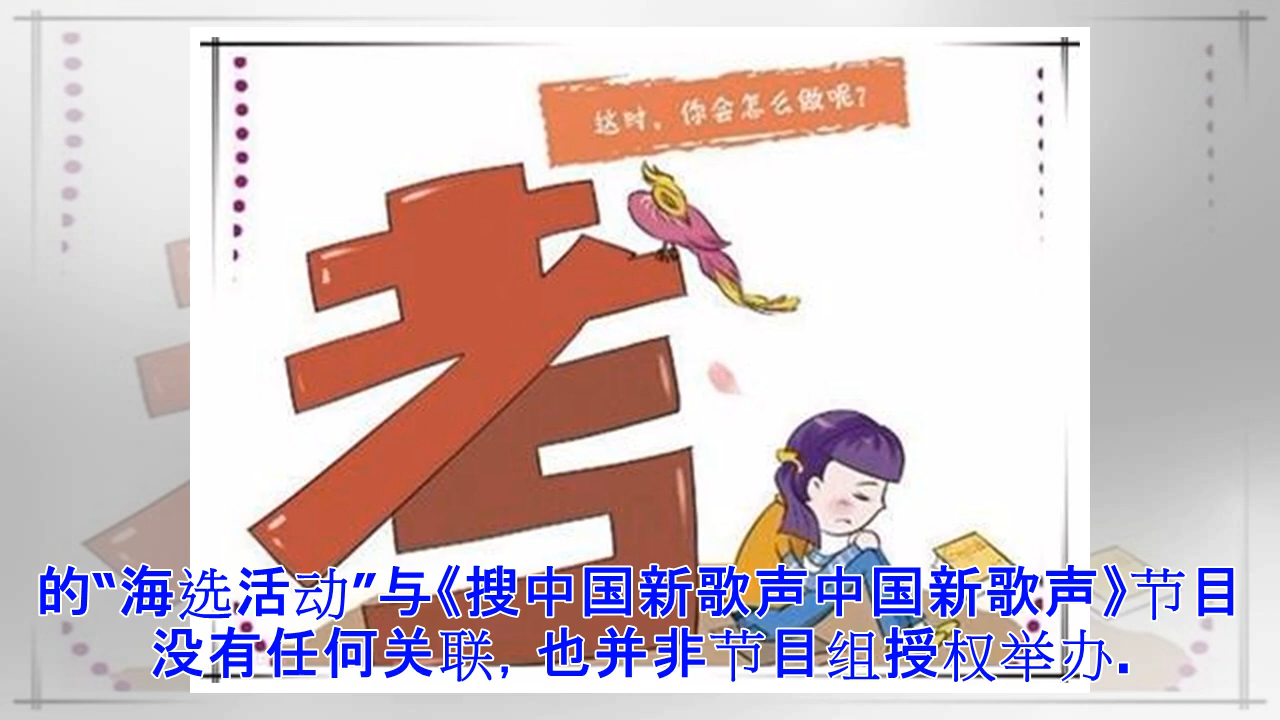 这时，你会怎么做呢？
考
的“海选活动”与《搜中国新歌声中国新歌声》节目
没有任何关联，也并非节目组授权举办.